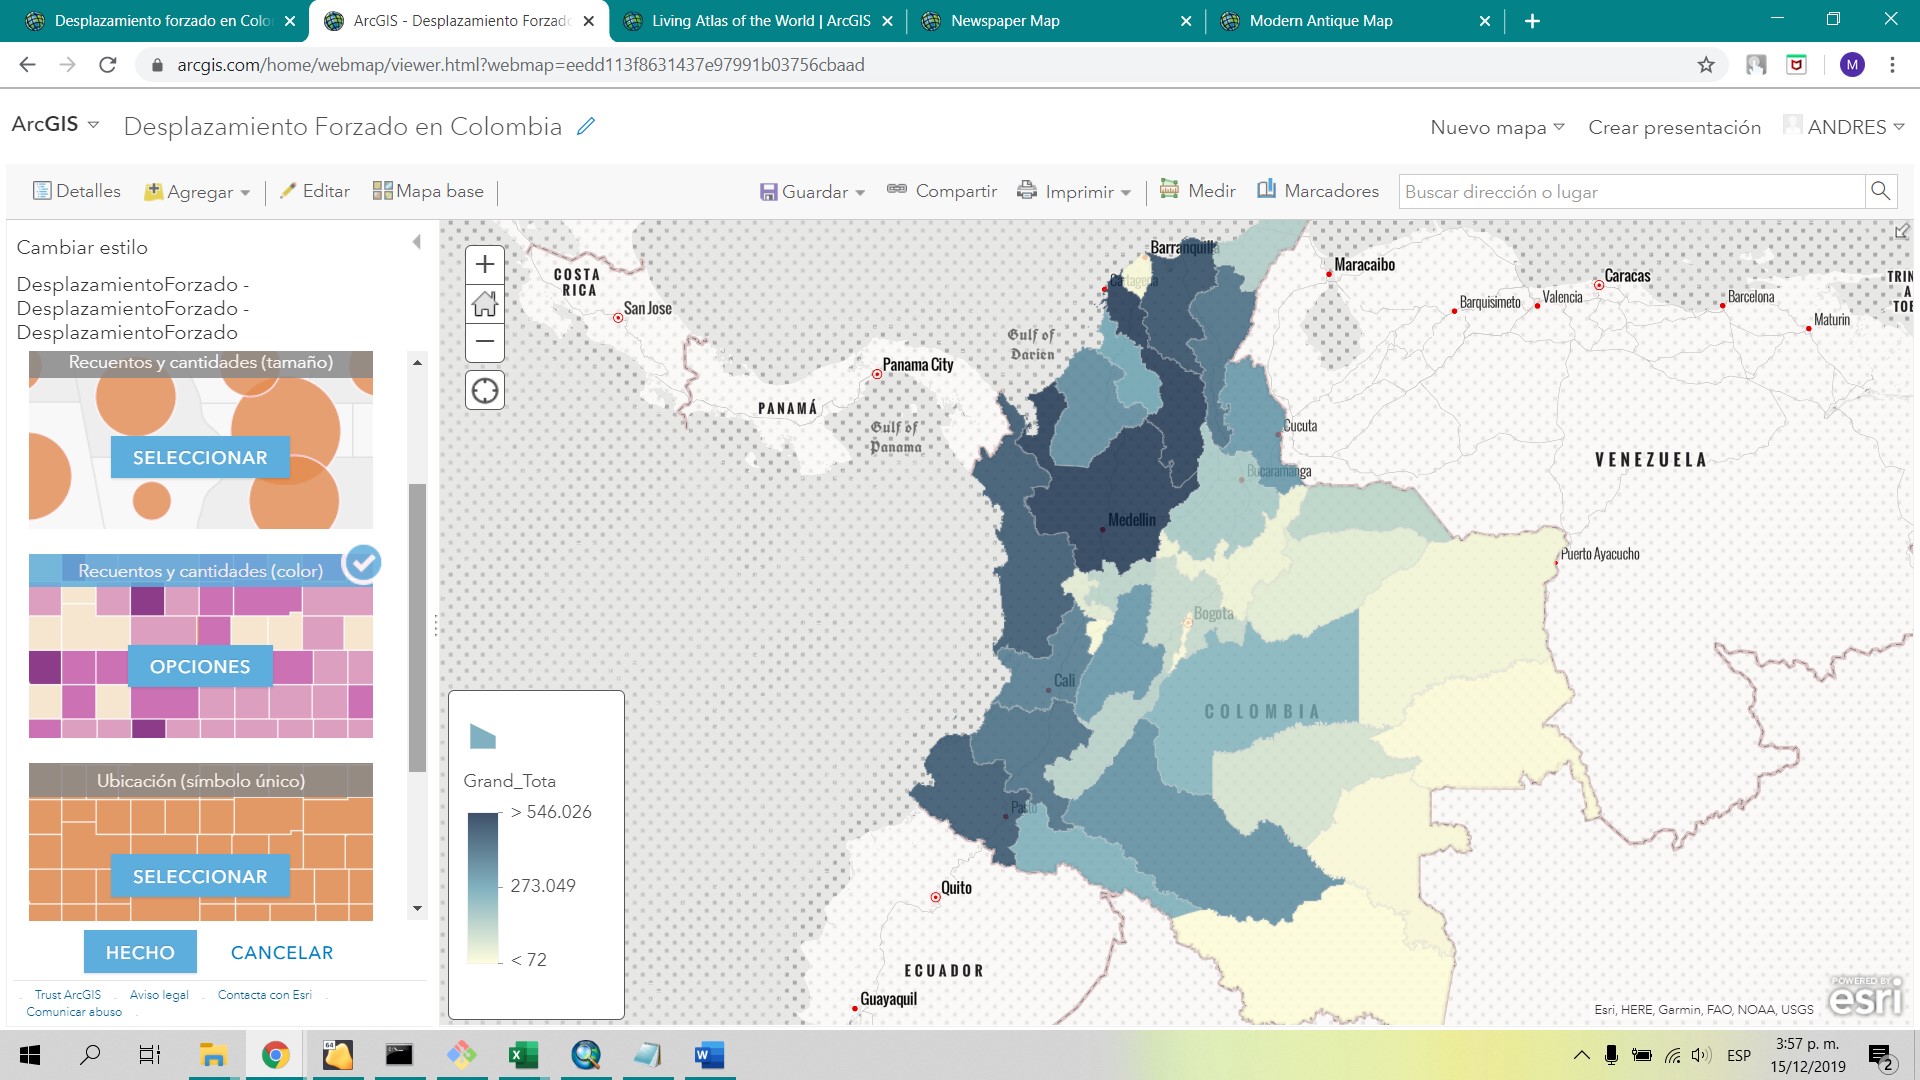 Desplazamiento forzado en Colo
ArcGIS - Desplazamiento Forzado
Living Atlas of the World | ArcGIS
Newspaper Map
Modern Antique Map
arcgis.com/home/webmap/viewer.html?webmap=eedd113f8631437e97991b03756cbaad
M
ArcGIS
Desplazamiento Forzado en Colombia
Nuevo mapa
Crear presentación
ANDRES
Detalles
Agregar
Editar
Mapa base
Guardar
Compartir
Imprimir
Medir
Marcadores
Buscar dirección o lugar
Cambiar estilo
DesplazamientoForzado -
DesplazamientoForzado -
DesplazamientoForzado
Recuentos y cantidades (tamaño)
SELECCIONAR
Recuentos y cantidades (color)
OPCIONES
Ubicación (símbolo único)
SELECCIONAR
HECHO
CANCELAR
Trust ArcGIS
Aviso legal
Contacta con Esri
Comunicar abuso
Grand_Tota
> 546.026
273.049
< 72
COSTA
RICA
San Jose
Panama City
PANAMÁ
Gulf of
Panama
Gulf of
Darien
Barranquilla
Cartagena
Maracaibo
Caracas
Barquisimeto
Valencia
Barcelona
Maturin
TRIN
A
TOB
Cucuta
Bucaramanga
VENEZUELA
Medellin
Puerto Ayacucho
Bogota
Cali
COLOMBIA
Pasto
Quito
ECUADOR
Guayaquil
POWERED BY
esri
Esri, HERE, Garmin, FAO, NOAA, USGS
64
ESP
3:57 p. m.
15/12/2019
2